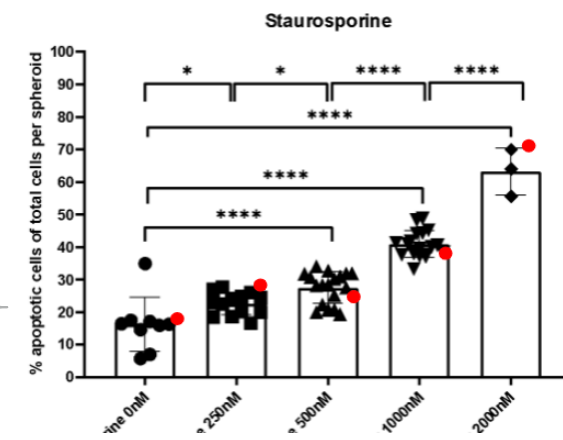 Staurosporine
% apoptotic cells of total cells per spheroid
100
90
80
70
60
50
40
30
20
10
0
* * **** ****
****
****
****
0nM
250nM
500nM
1000nM
2000nM